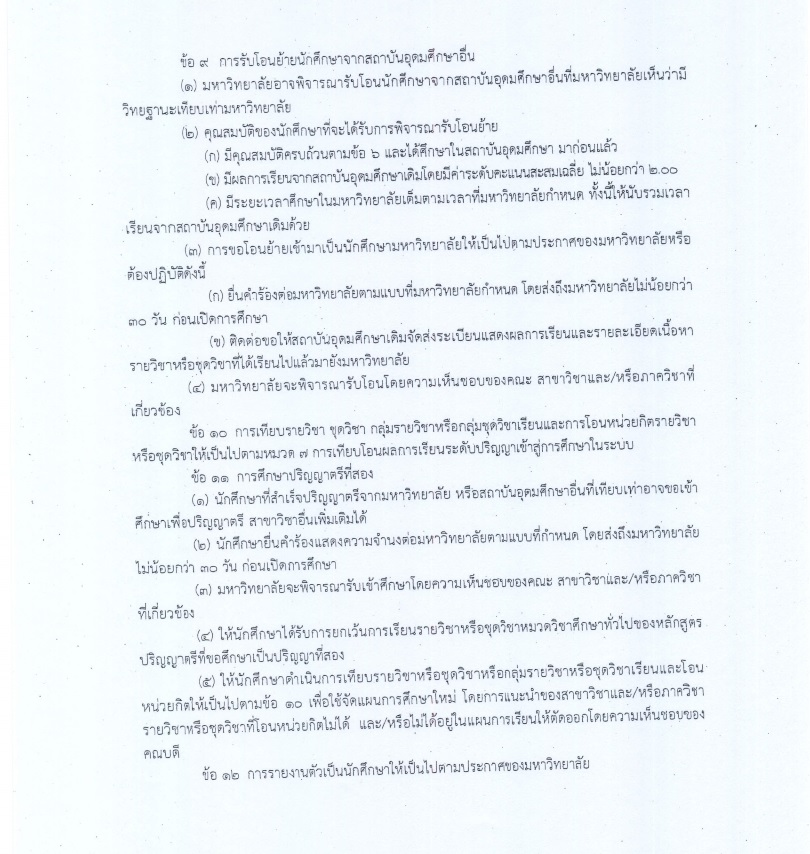 ข้อ ๙ การรับโอนย้ายนักศึกษาจากสถาบันอุดมศึกษาอื่น
(๑) มหาวิทยาลัยอาจพิจารณารับโอนนักศึกษาจากสถาบันอุดมศึกษาอื่นที่มหาวิทยาลัยเห็นว่ามี
วิทยฐานะเทียบเท่ามหาวิทยาลัย
(๒) คุณสมบัติของนักศึกษาที่จะได้รับการพิจารณารับโอนย้าย
(ก) มีคุณสมบัติครบถ้วนตามข้อ ๖ และได้ศึกษาในสถาบันอุดมศึกษา มาก่อนแล้ว
(ข) มีผลการเรียนจากสถาบันอุดมศึกษาเดิมโดยมีค่าระดับคะแนนสะสมเฉลี่ย ไม่น้อยกว่า ๒.๐๐
(ค) มีระยะเวลาศึกษาในมหาวิทยาลัยเต็มตามเวลาที่มหาวิทยาลัยกำหนด ทั้งนี้ให้นับรวมเวลา
เรียนจากสถาบันอุดมศึกษาเดิมด้วย
(๓) การขอโอนย้ายเข้ามาเป็นนักศึกษามหาวิทยาลัยให้เป็นไปตามประกาศของมหาวิทยาลัยหรือ
ต้องปฏิบัติดังนี้
(ก) ยื่นคำร้องต่อมหาวิทยาลัยตามแบบที่มหาวิทยาลัยกำหนด โดยส่งถึงมหาวิทยาลัยไม่น้อยกว่า
๓๐ วัน ก่อนเปิดการศึกษา
(ข) ติดต่อขอให้สถาบันอุดมศึกษาเดิมจัดส่งระเบียนแสดงผลการเรียนและรายละเอียดเนื้อหา
รายวิชาหรือชุดวิชาที่ได้เรียนไปแล้วมายังมหาวิทยาลัย
(๔) มหาวิทยาลัยจะพิจารณารับโอนโดยความเห็นชอบของคณะ สาขาวิชาและ/หรือภาควิชาที่
เกี่ยวข้อง
ข้อ ๑๐ การเทียบรายวิชา ชุดวิชา กลุ่มรายวิชาหรือกลุ่มชุดวิชาเรียนและการโอนหน่วยกิตรายวิชา
หรือชุดวิชาให้เป็นไปตามหมวด ๗ การเทียบโอนผลการเรียนระดับปริญญาเข้าสู่การศึกษาในระบบ
ข้อ ๑๑ การศึกษาปริญญาตรีที่สอง
(๑) นักศึกษาที่สำเร็จปริญญาตรีจากมหาวิทยาลัย หรือสถาบันอุดมศึกษาอื่นที่เทียบเท่าอาจขอเข้า
ศึกษาเพื่อปริญญาตรี สาขาวิชาอื่นเพิ่มเติมได้
(๒) นักศึกษายื่นคำร้องแสดงความจำนงต่อมหาวิทยาลัยตามแบบที่กำหนด โดยส่งถึงมหาวิทยาลัย
ไม่น้อยกว่า ๓๐ วัน ก่อนเปิดการศึกษา
(๓) มหาวิทยาลัยจะพิจารณารับเข้าศึกษาโดยความเห็นชอบของคณะ สาขาวิชาและ/หรือภาควิชา
ที่เกี่ยวข้อง
(๔) ให้นักศึกษาได้รับการยกเว้นการเรียนรายวิชาหรือชุดวิชาหมวดวิชาศึกษาทั่วไปของหลักสูตร
ปริญญาตรีที่ขอศึกษาเป็นปริญญาที่สอง
(๕) ให้นักศึกษาดำเนินการเทียบรายวิชาหรือชุดวิชาหรือกลุ่มรายวิชาหรือชุดวิชาเรียนและโอน
หน่วยกิตให้เป็นไปตามข้อ ๑๐ เพื่อใช้จัดแผนการศึกษาใหม่ โดยการแนะนำของสาขาวิชาและ/หรือภาควิชา
รายวิชาหรือชุดวิชาที่โอนหน่วยกิตไม่ได้ และ/หรือไม่ได้อยู่ในแผนการเรียนให้ตัดออกโดยความเห็นชอบของ
คณบดี
ข้อ ๑๒ การรายงานตัวเป็นนักศึกษาให้เป็นไปตามประกาศของมหาวิทยาลัย